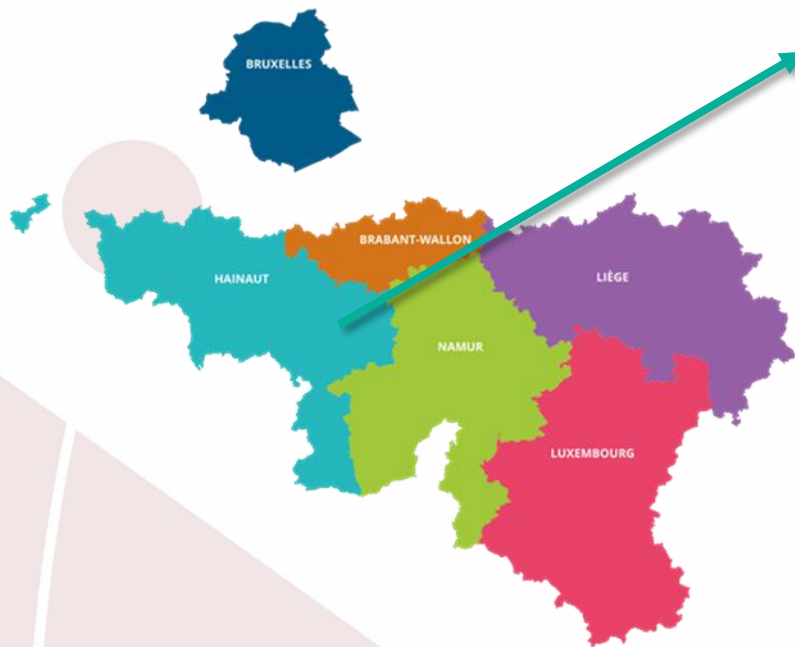 BRUXELLES
BRABANT-WALLON
HAINAUT
LIÈGE
NAMUR
LUXEMBOURG